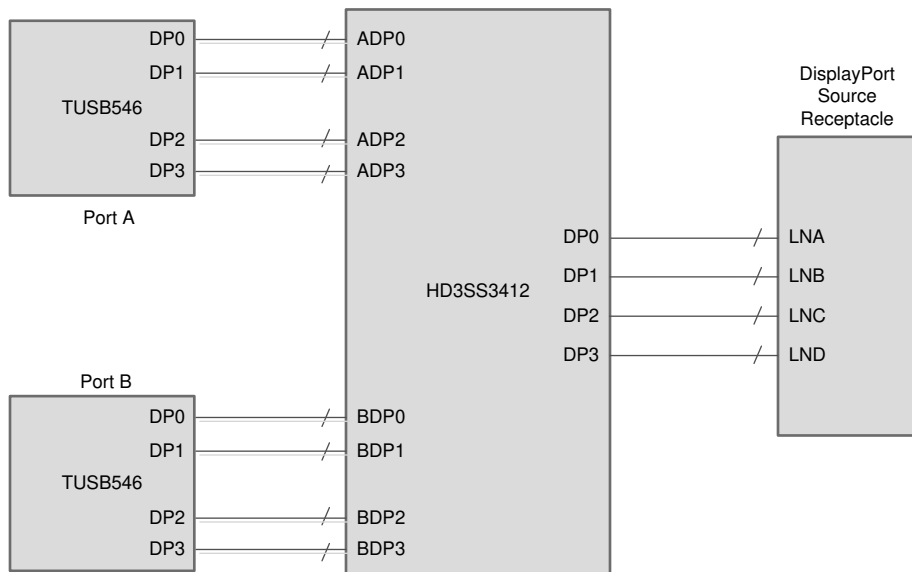 DP0
DP1
TUSB546
DP2
DP3
Port A
ADP0
ADP1
ADP2
ADP3
HD3SS3412
DP0
DP1
DP2
DP3
DisplayPort
Source
Receptacle
LNA
LNB
LNC
LND
Port B
DP0
DP1
TUSB546
DP2
DP3
BDP0
BDP1
BDP2
BDP3